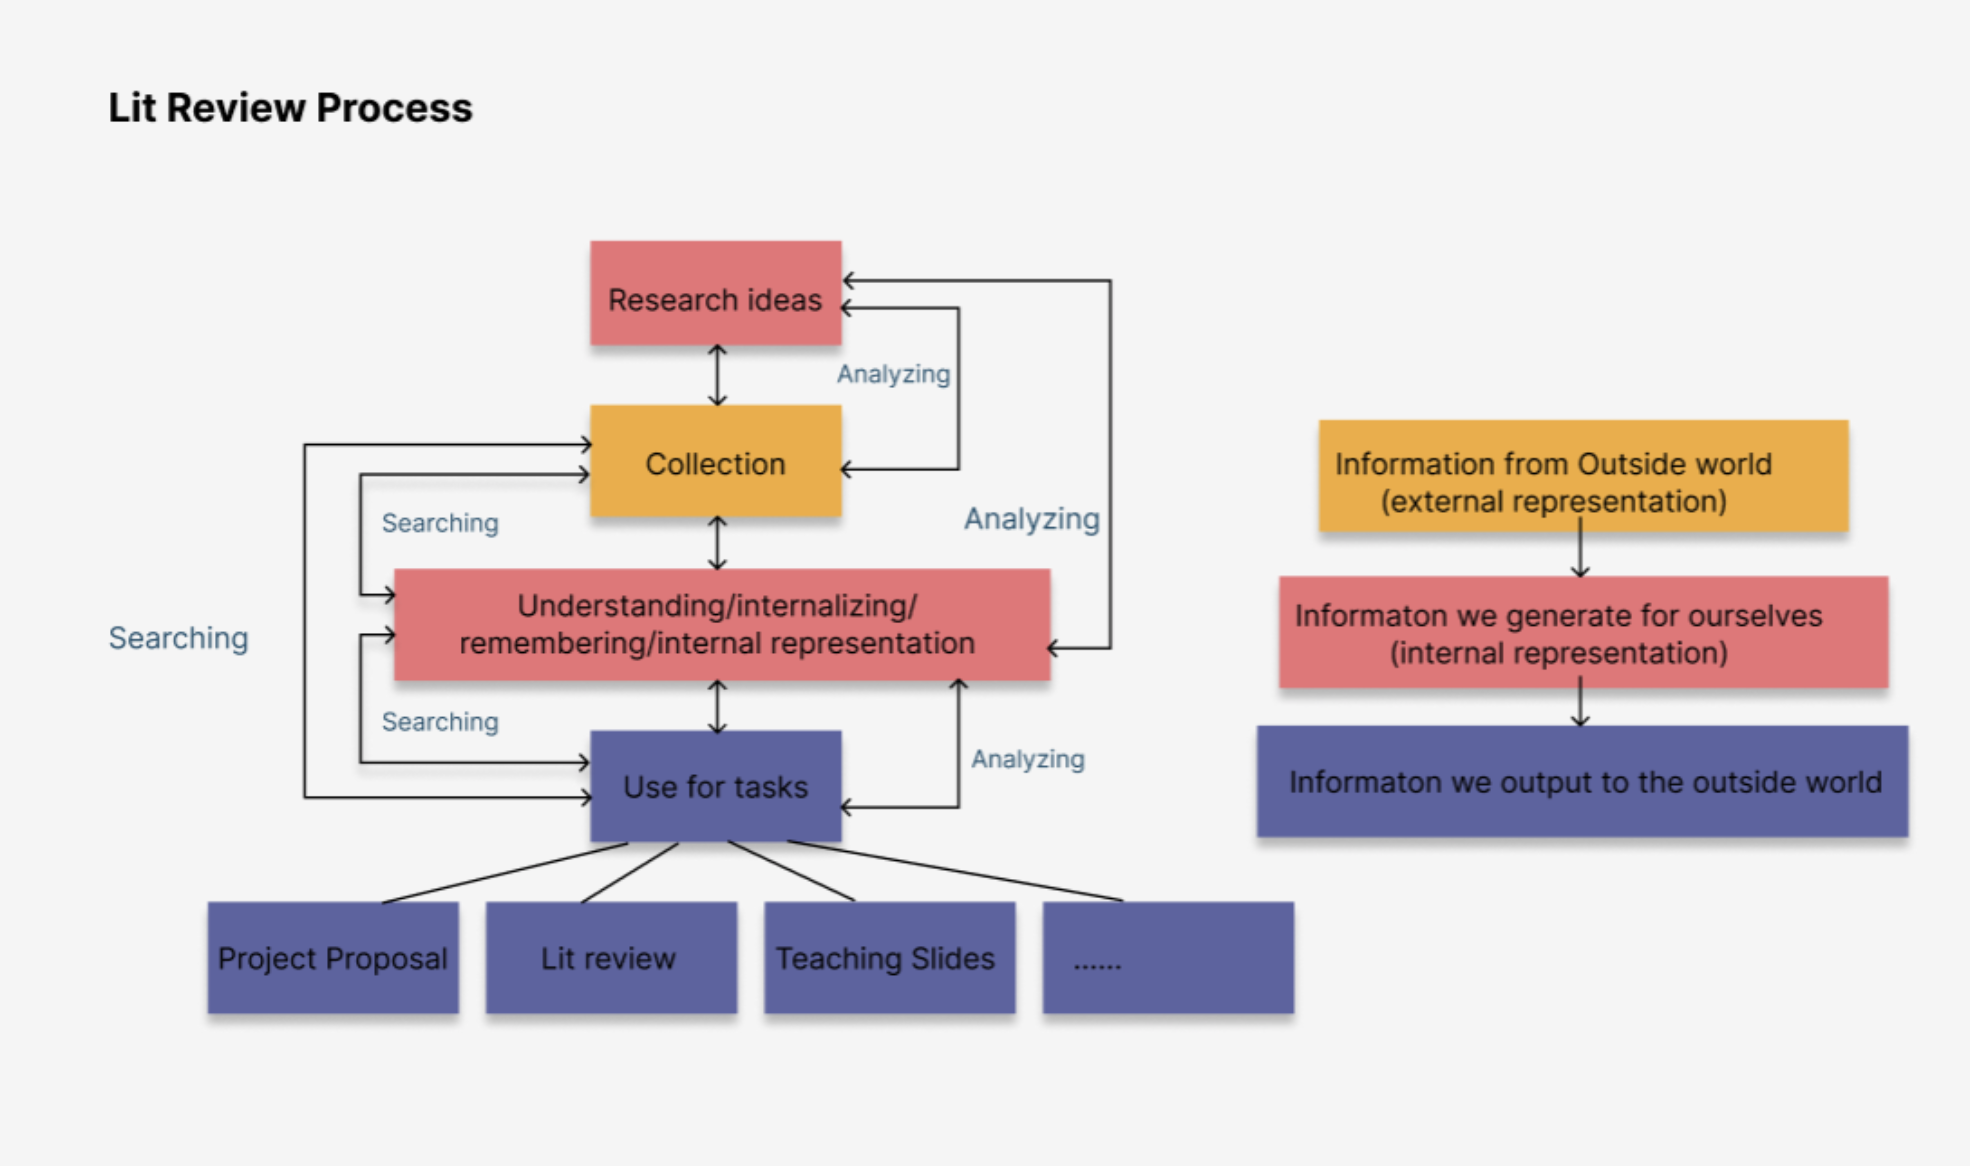 Lit Review Process
Research ideas
Analyzing
Collection
Searching
Analyzing
Understanding/internalizing/
remembering/internal representation
Searching
Searching
Use for tasks
Analyzing
Project Proposal
Lit review
Teaching Slides
......
Information from Outside world
(external representation)
Informaton we generate for ourselves
(internal representation)
Informaton we output to the outside world